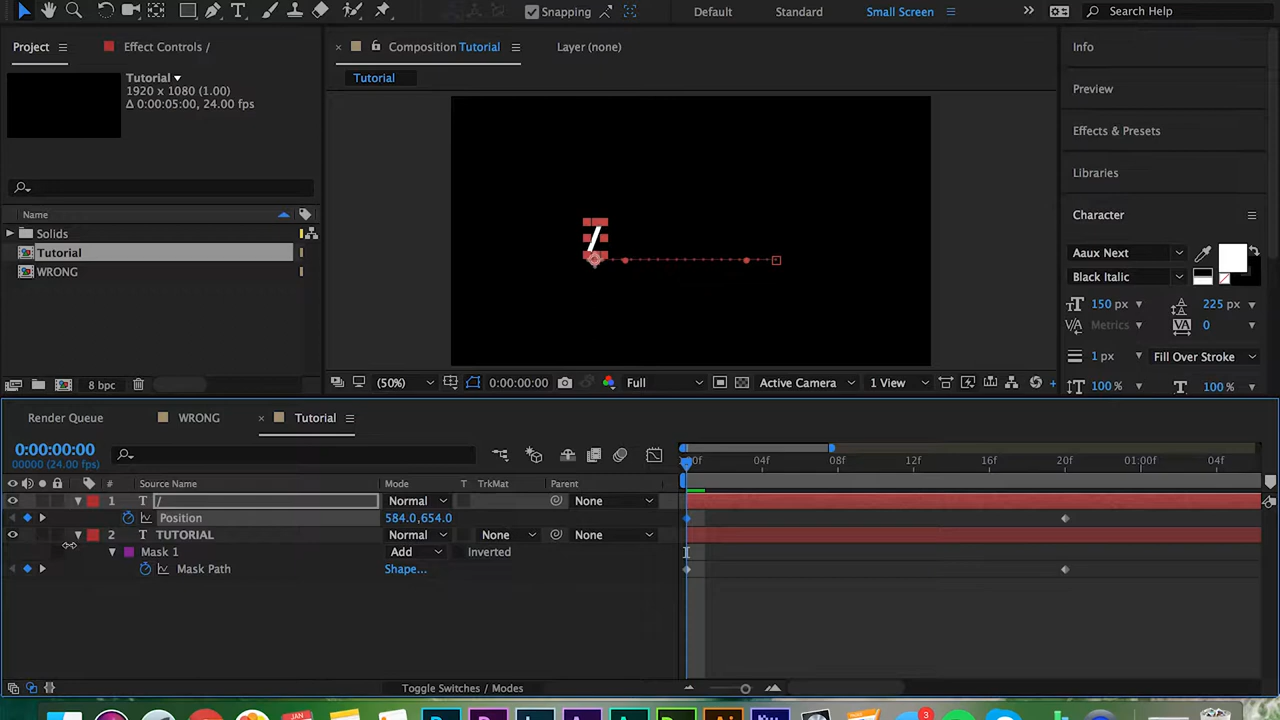 Snapping
Default
Standard
Small Screen
Search Help
Project
Effect Controls /
Composition Tutorial
Layer (none)
Info
Tutorial
1920 x 1080 (1.00)
Δ 0:00:05:00, 24.00 fps
Tutorial
Preview
Effects & Presets
Libraries
Name
Character
Solids
Tutorial
WRONG
/
Aaux Next
Black Italic
150 px
225 px
Metrics
0
1 px
Fill Over Stroke
100 %
100 %
8 bpc
(50%)
0:00:00:00
Full
Active Camera
1 View
Render Queue
WRONG
Tutorial
0:00:00:00
00000 (24.00 fps)
:00f
04f
08f
12f
16f
20f
01:00f
04f
#
Source Name
Mode
T
TrkMat
Parent
1
T
/
Normal
None
Position
584.0,654.0
2
T
TUTORIAL
Normal
None
None
Mask 1
Add
Inverted
Mask Path
Shape...
Toggle Switches / Modes
JAN
3
Ai